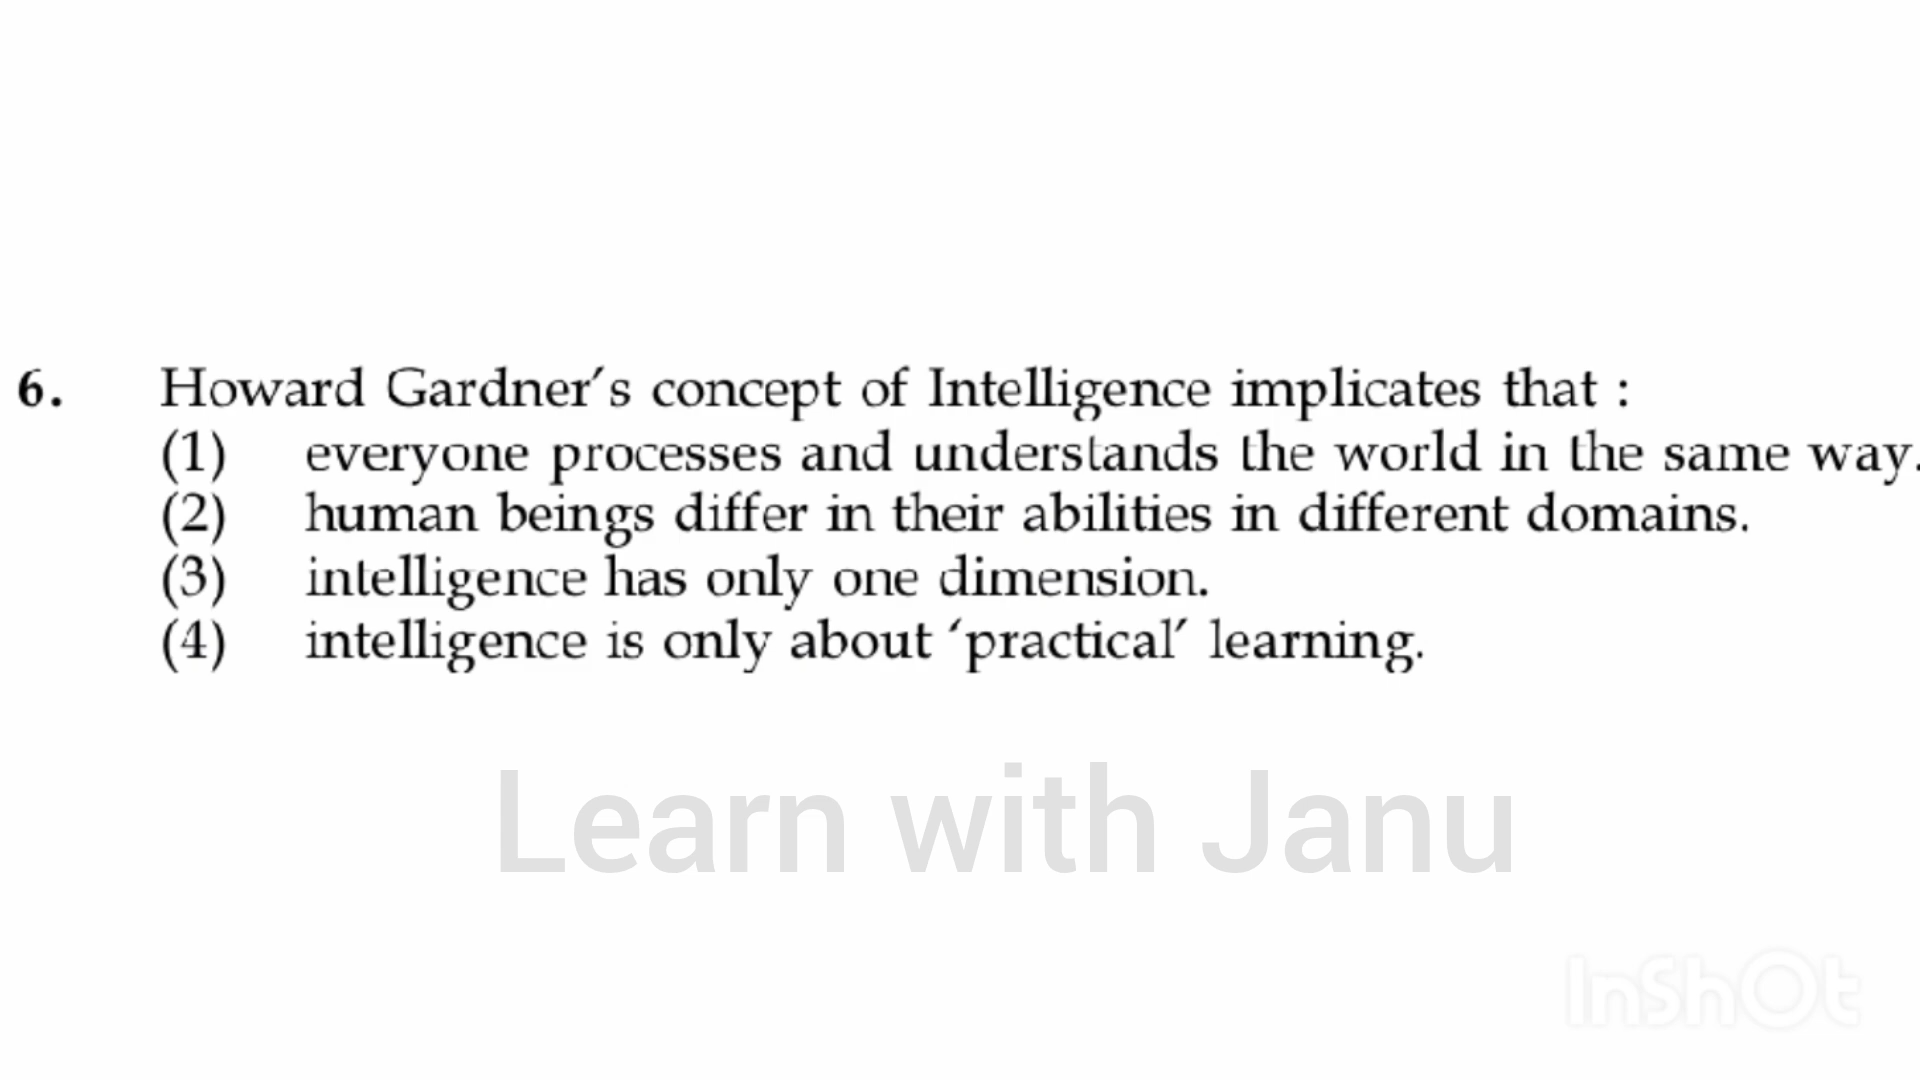 6. Howard Gardner's concept of Intelligence implicates that :
(1) everyone processes and understands the world in the same way.
(2) human beings differ in their abilities in different domains.
(3) intelligence has only one dimension.
(4) intelligence is only about 'practical' learning.
Learn with Janu
InShOt